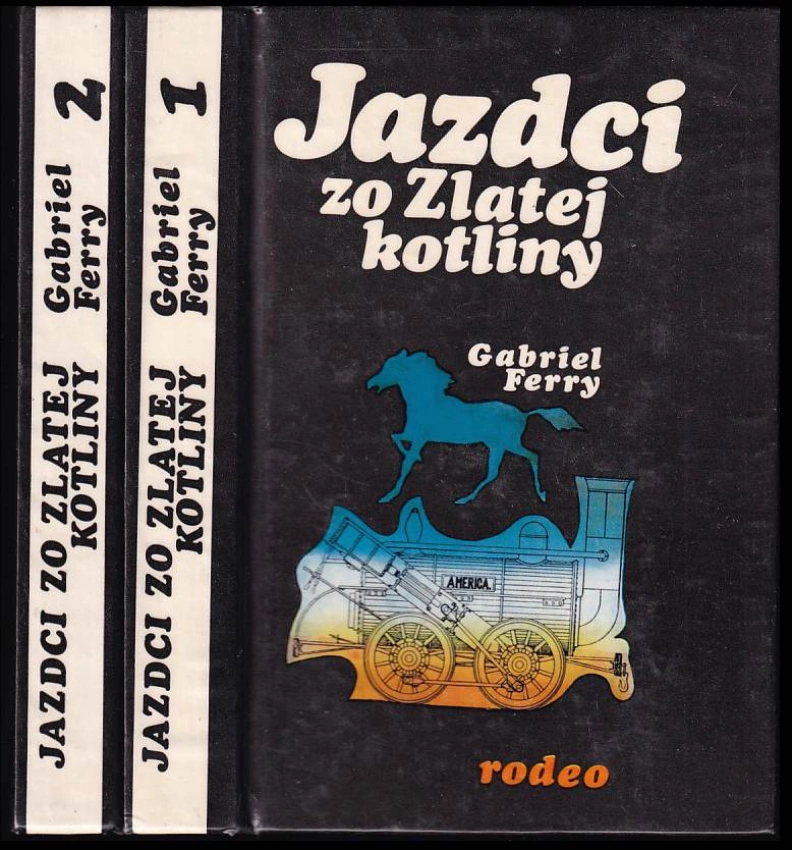 JAZDCI ZO ZLATEJ
KOTLINY
Gabriel
Ferry
2
JAZDCI ZO ZLATEJ
KOTLINY
Gabriel
Ferry
1
Jazdci
zo Zlatej
kotliny
Gabriel
Ferry
AMERICA.
rodeo